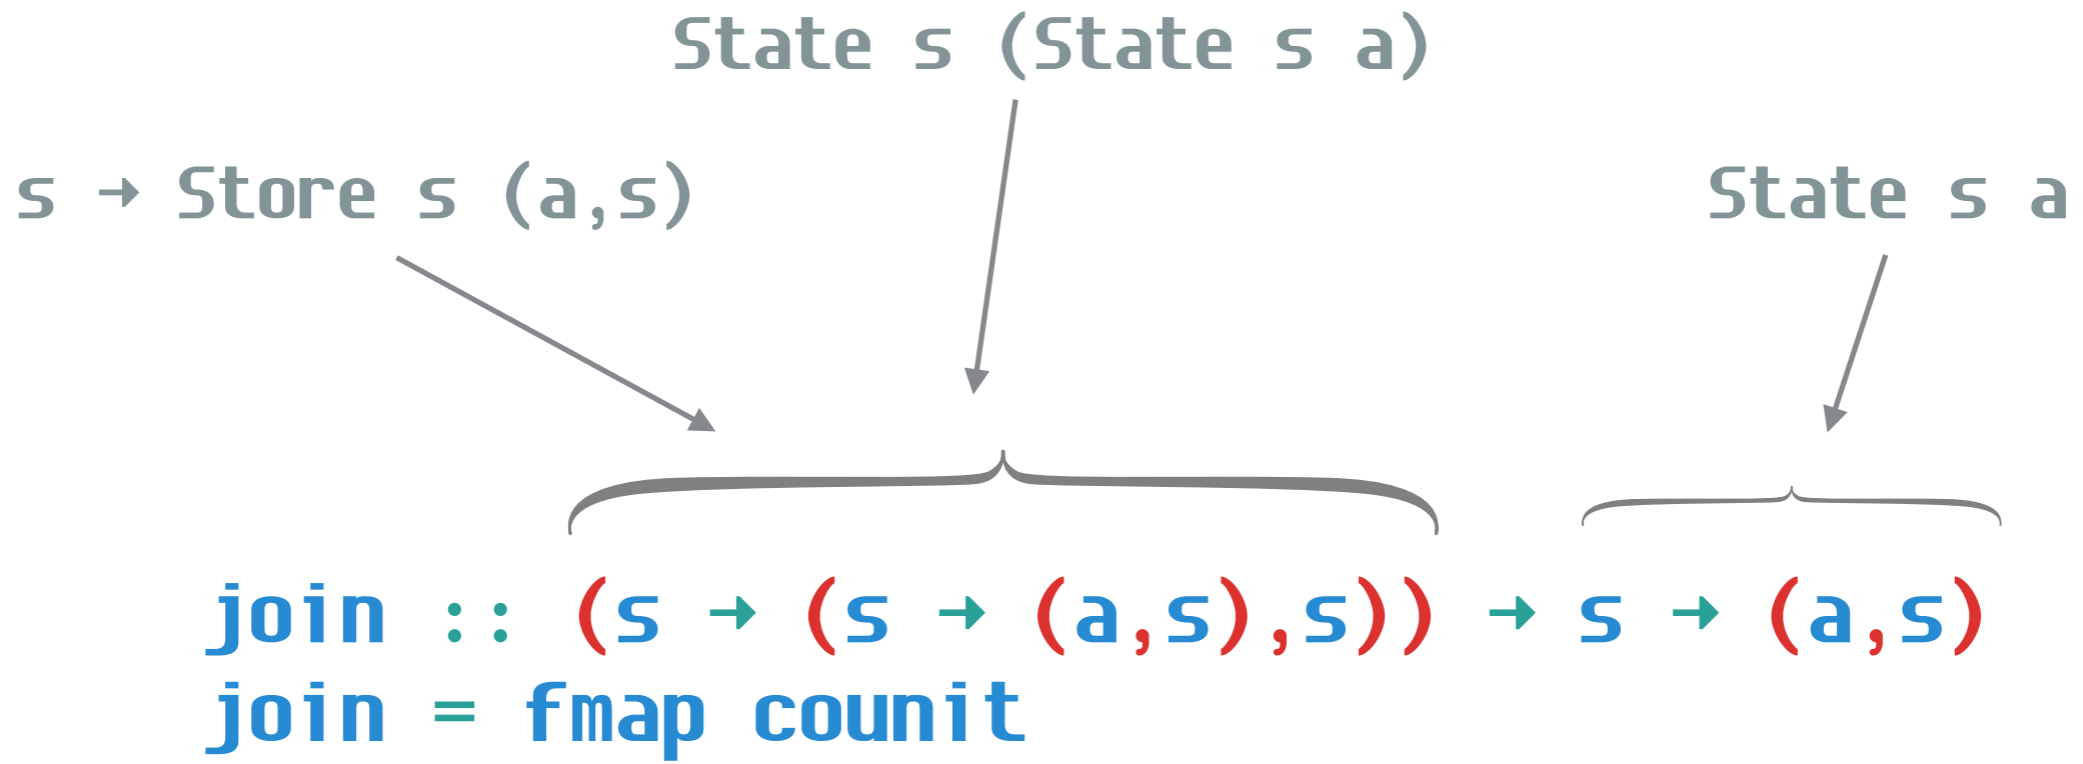 State s (State s a)
s → Store s (a,s)
State s a
join :: (s → (s → (a,s),s)) → s → (a,s)
join = fmap counit